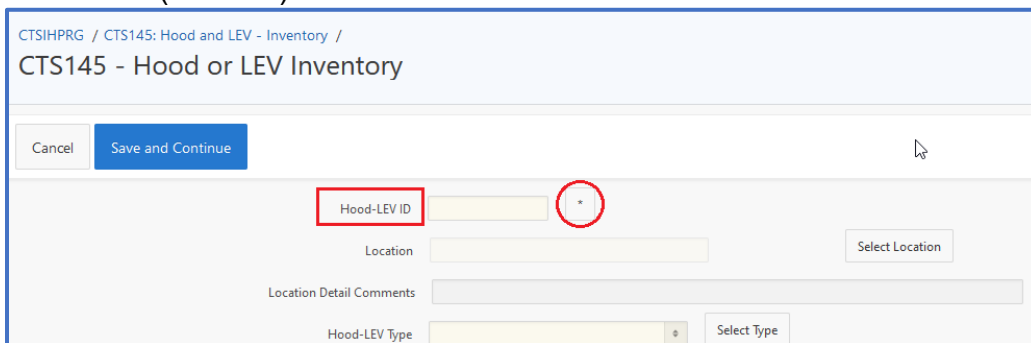 CTSIHPRG / CTS145: Hood and LEV - Inventory /
CTS145 - Hood or LEV Inventory
Cancel Save and Continue
Hood-LEV ID *
Location Select Location
Location Detail Comments
Hood-LEV Type Select Type